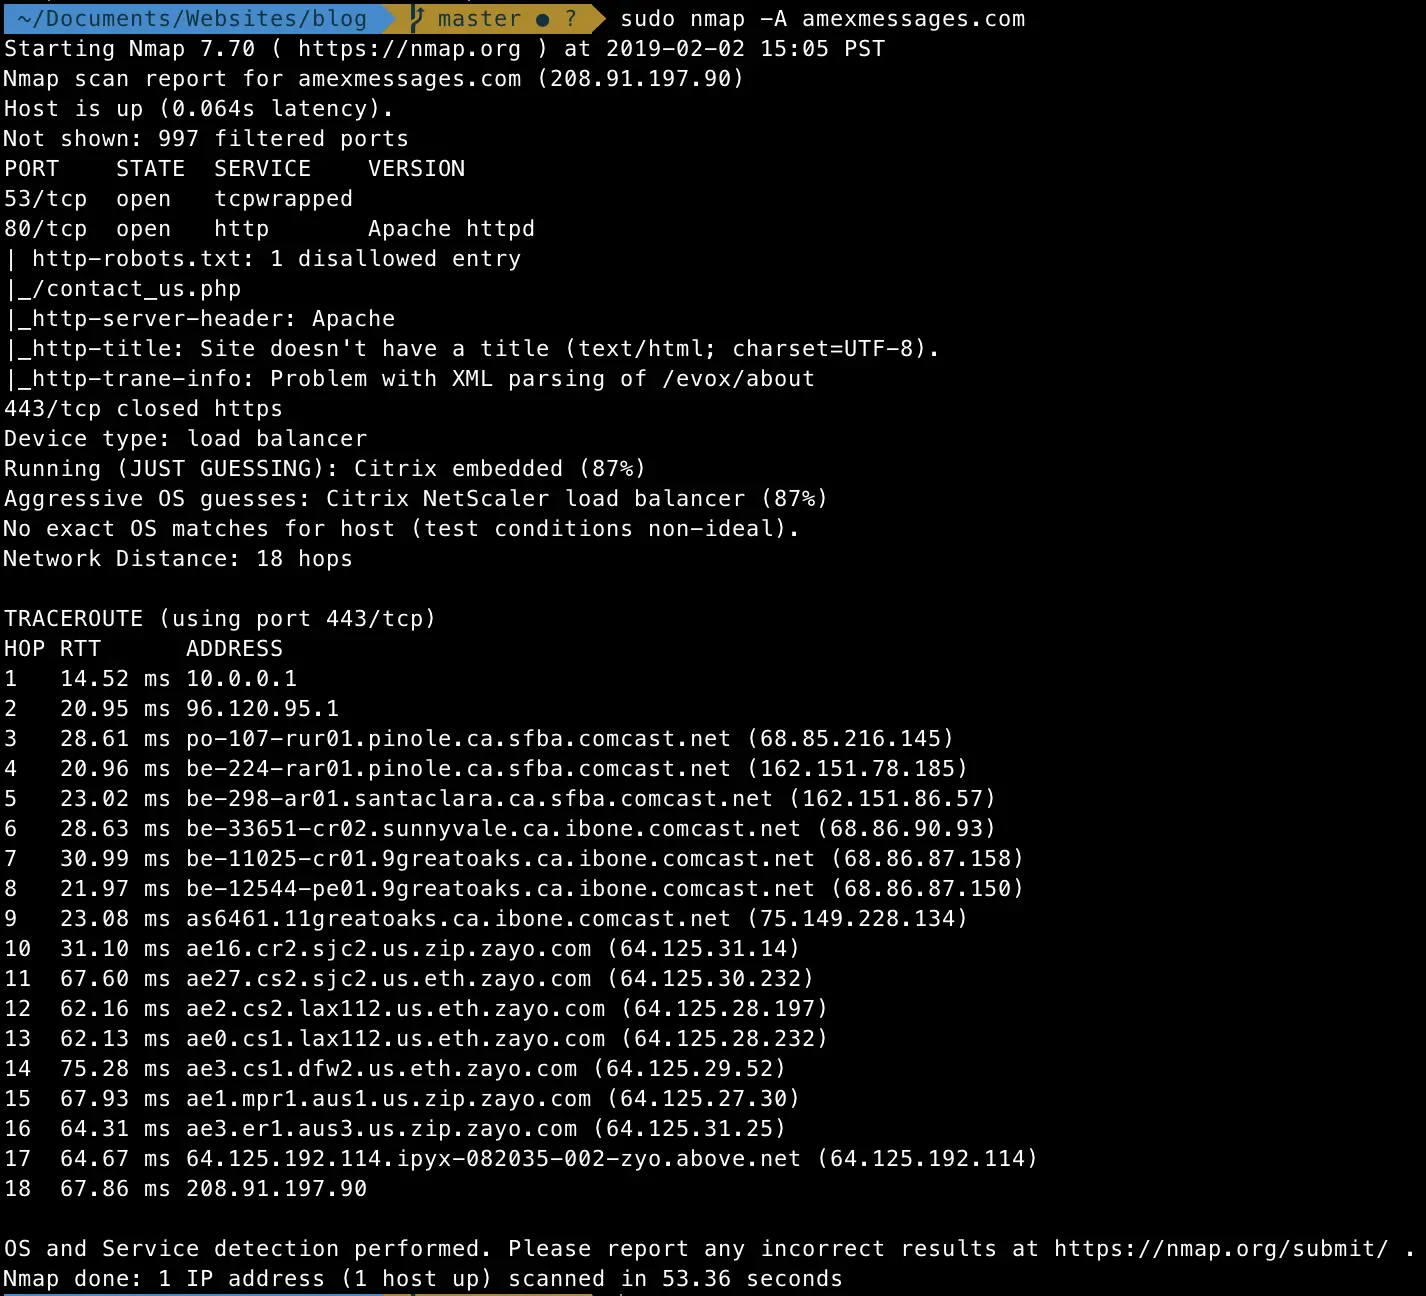 ~/Documents/Websites/blog master ● ? sudo nmap -A amexmessages.com
Starting Nmap 7.70 ( https://nmap.org ) at 2019-02-02 15:05 PST
Nmap scan report for amexmessages.com (208.91.197.90)
Host is up (0.064s latency).
Not shown: 997 filtered ports
PORT    STATE  SERVICE    VERSION
53/tcp  open   tcpwrapped
80/tcp  open   http       Apache httpd
| http-robots.txt: 1 disallowed entry
|_/contact_us.php
|_http-server-header: Apache
|_http-title: Site doesn't have a title (text/html; charset=UTF-8).
|_http-trane-info: Problem with XML parsing of /evox/about
443/tcp closed https
Device type: load balancer
Running (JUST GUESSING): Citrix embedded (87%)
Aggressive OS guesses: Citrix NetScaler load balancer (87%)
No exact OS matches for host (test conditions non-ideal).
Network Distance: 18 hops
TRACEROUTE (using port 443/tcp)
HOP RTT      ADDRESS
1   14.52 ms 10.0.0.1
2   20.95 ms 96.120.95.1
3   28.61 ms po-107-rur01.pinole.ca.sfba.comcast.net (68.85.216.145)
4   20.96 ms be-224-rar01.pinole.ca.sfba.comcast.net (162.151.78.185)
5   23.02 ms be-298-ar01.santaclara.ca.sfba.comcast.net (162.151.86.57)
6   28.63 ms be-33651-cr02.sunnyvale.ca.ibone.comcast.net (68.86.90.93)
7   30.99 ms be-11025-cr01.9greatoaks.ca.ibone.comcast.net (68.86.87.158)
8   21.97 ms be-12544-pe01.9greatoaks.ca.ibone.comcast.net (68.86.87.150)
9   23.08 ms as6461.11greatoaks.ca.ibone.comcast.net (75.149.228.134)
10  31.10 ms ae16.cr2.sjc2.us.zip.zayo.com (64.125.31.14)
11  67.60 ms ae27.cs2.sjc2.us.eth.zayo.com (64.125.30.232)
12  62.16 ms ae2.cs2.lax112.us.eth.zayo.com (64.125.28.197)
13  62.13 ms ae0.cs1.lax112.us.eth.zayo.com (64.125.28.232)
14  75.28 ms ae3.cs1.dfw2.us.eth.zayo.com (64.125.29.52)
15  67.93 ms ae1.mpr1.aus1.us.zip.zayo.com (64.125.27.30)
16  64.31 ms ae3.er1.aus3.us.zip.zayo.com (64.125.31.25)
17  64.67 ms 64.125.192.114.ipyx-082035-002-zyo.above.net (64.125.192.114)
18  67.86 ms 208.91.197.90
OS and Service detection performed. Please report any incorrect results at https://nmap.org/submit/ .
Nmap done: 1 IP address (1 host up) scanned in 53.36 seconds